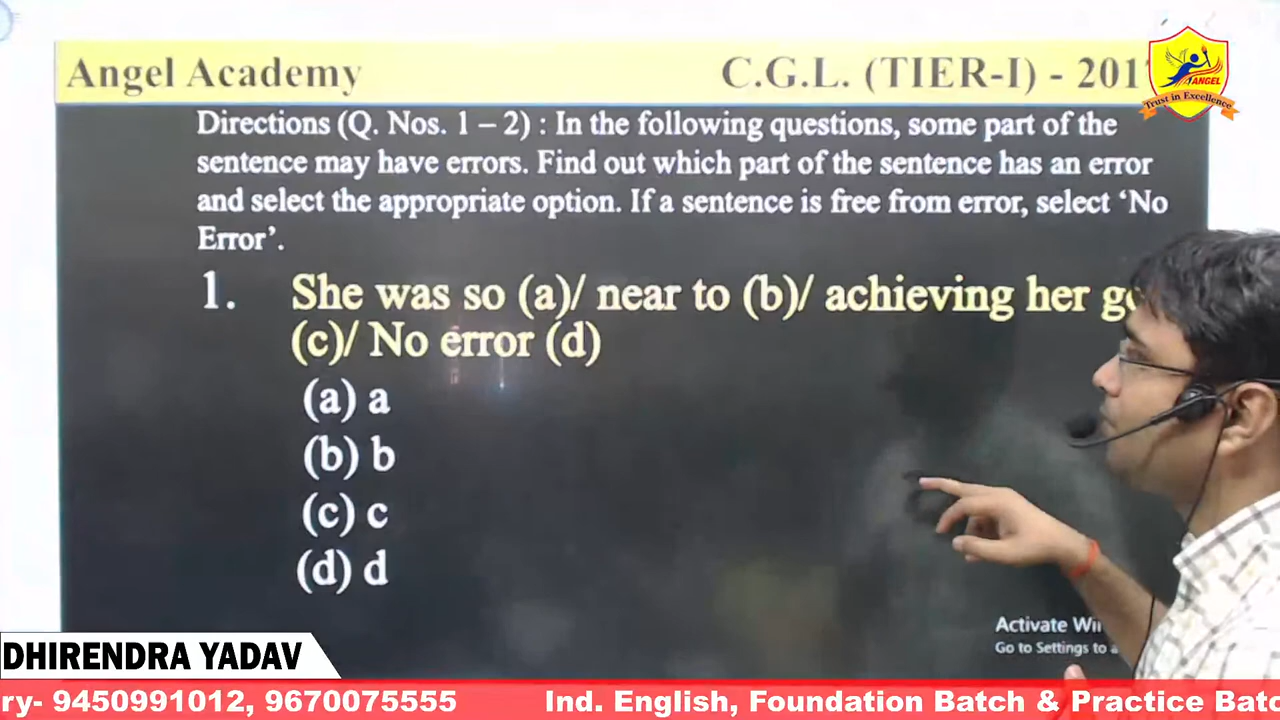 Angel Academy
C.G.L. (TIER-I) - 201
ANGEL
Trust in Excellence
Directions (Q. Nos. 1 – 2) : In the following questions, some part of the
sentence may have errors. Find out which part of the sentence has an error
and select the appropriate option. If a sentence is free from error, select ‘No
Error’.
1. She was so (a)/ near to (b)/ achieving her
(c)/ No error (d)
(a) a
(b) b
(c) c
(d) d
Activate
Go to Settings to
DHIRENDRA YADAV
9450991012, 9670075555 Ind. English, Foundation Batch & Practice